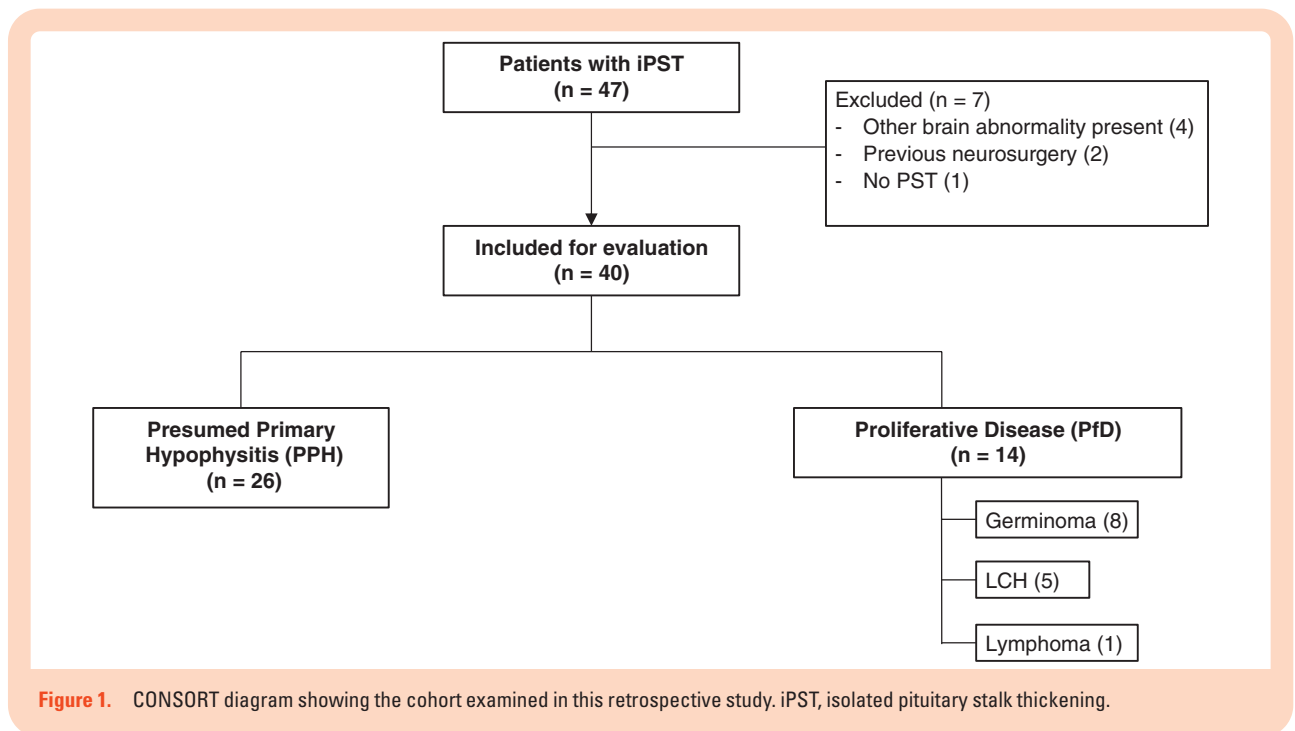 Patients with iPST
(n = 47)
Excluded (n = 7)
- Other brain abnormality present (4)
- Previous neurosurgery (2)
- No PST (1)
Included for evaluation
(n = 40)
Presumed Primary
Hypophysitis (PPH)
(n = 26)
Proliferative Disease (PfD)
(n = 14)
Germinoma (8)
LCH (5)
Lymphoma (1)
Figure 1. CONSORT diagram showing the cohort examined in this retrospective study. iPST, isolated pituitary stalk thickening.